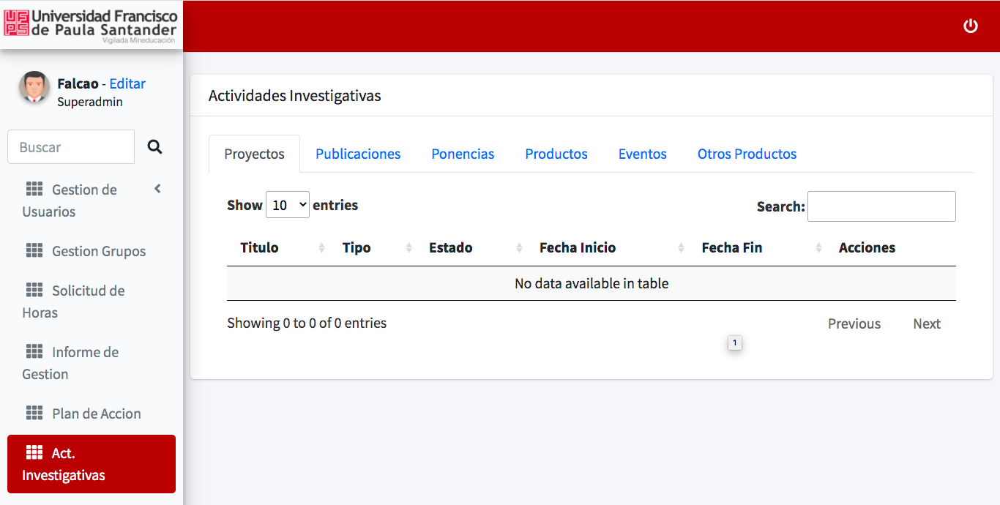 UFPS
Universidad Francisco
de Paula Santander
Vigilada Mineducación
Falcao - Editar
Superadmin
Buscar
Gestion de
Usuarios
Gestion Grupos
Solicitud de
Horas
Informe de
Gestion
Plan de Accion
Act.
Investigativas
Actividades Investigativas
Proyectos Publicaciones Ponencias Productos Eventos Otros Productos
Show 10 entries Search:
Titulo Tipo Estado Fecha Inicio Fecha Fin Acciones
No data available in table
Showing 0 to 0 of 0 entries Previous Next
1